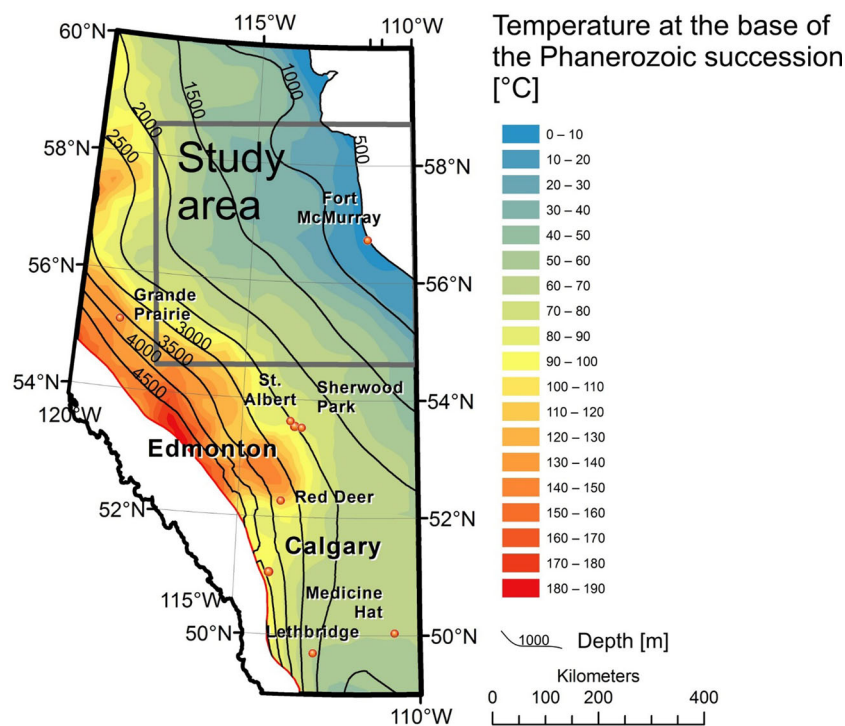 115°W
110°W
60°N
Temperature at the base of
the Phanerozoic succession
[°C]
1000
1500
2000
2500
500
58°N
58°N
Study
area
Fort
McMurray
56°N
56°N
Grande
Prairie
3000
3500
4000
4500
54°N
54°N
120°W
St.
Albert
Sherwood
Park
Edmonton
Red Deer
52°N
52°N
Calgary
115°W
Medicine
Hat
50°N
50°N
Lethbridge
110°W
0 – 10
10 – 20
20 – 30
30 – 40
40 – 50
50 – 60
60 – 70
70 – 80
80 – 90
90 – 100
100 – 110
110 – 120
120 – 130
130 – 140
140 – 150
150 – 160
160 – 170
170 – 180
180 – 190
1000 Depth [m]
Kilometers
0 100 200 300 400